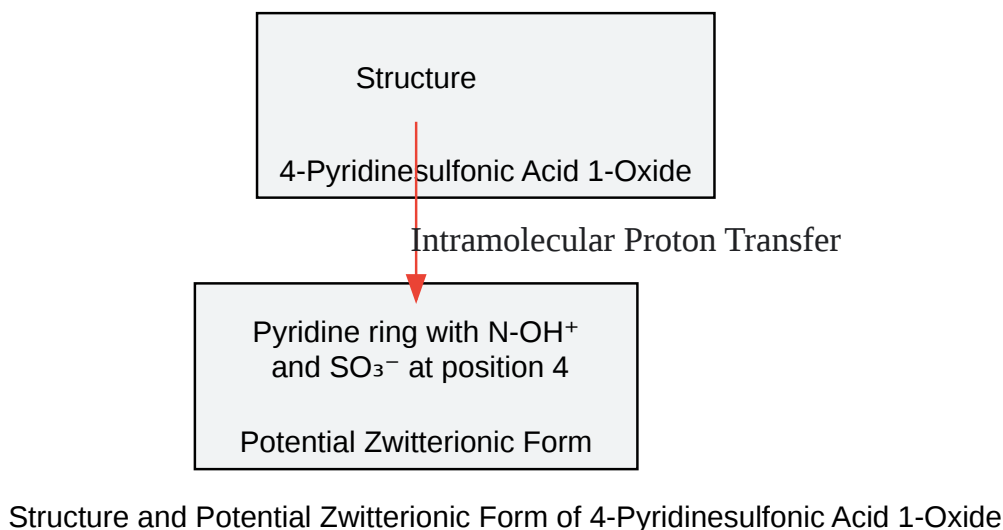 Structure
4-Pyridinesulfonic Acid 1-Oxide
Intramolecular Proton Transfer
Pyridine ring with N-OH⁺
and SO₃⁻ at position 4
Potential Zwitterionic Form
Structure and Potential Zwitterionic Form of 4-Pyridinesulfonic Acid 1-Oxide